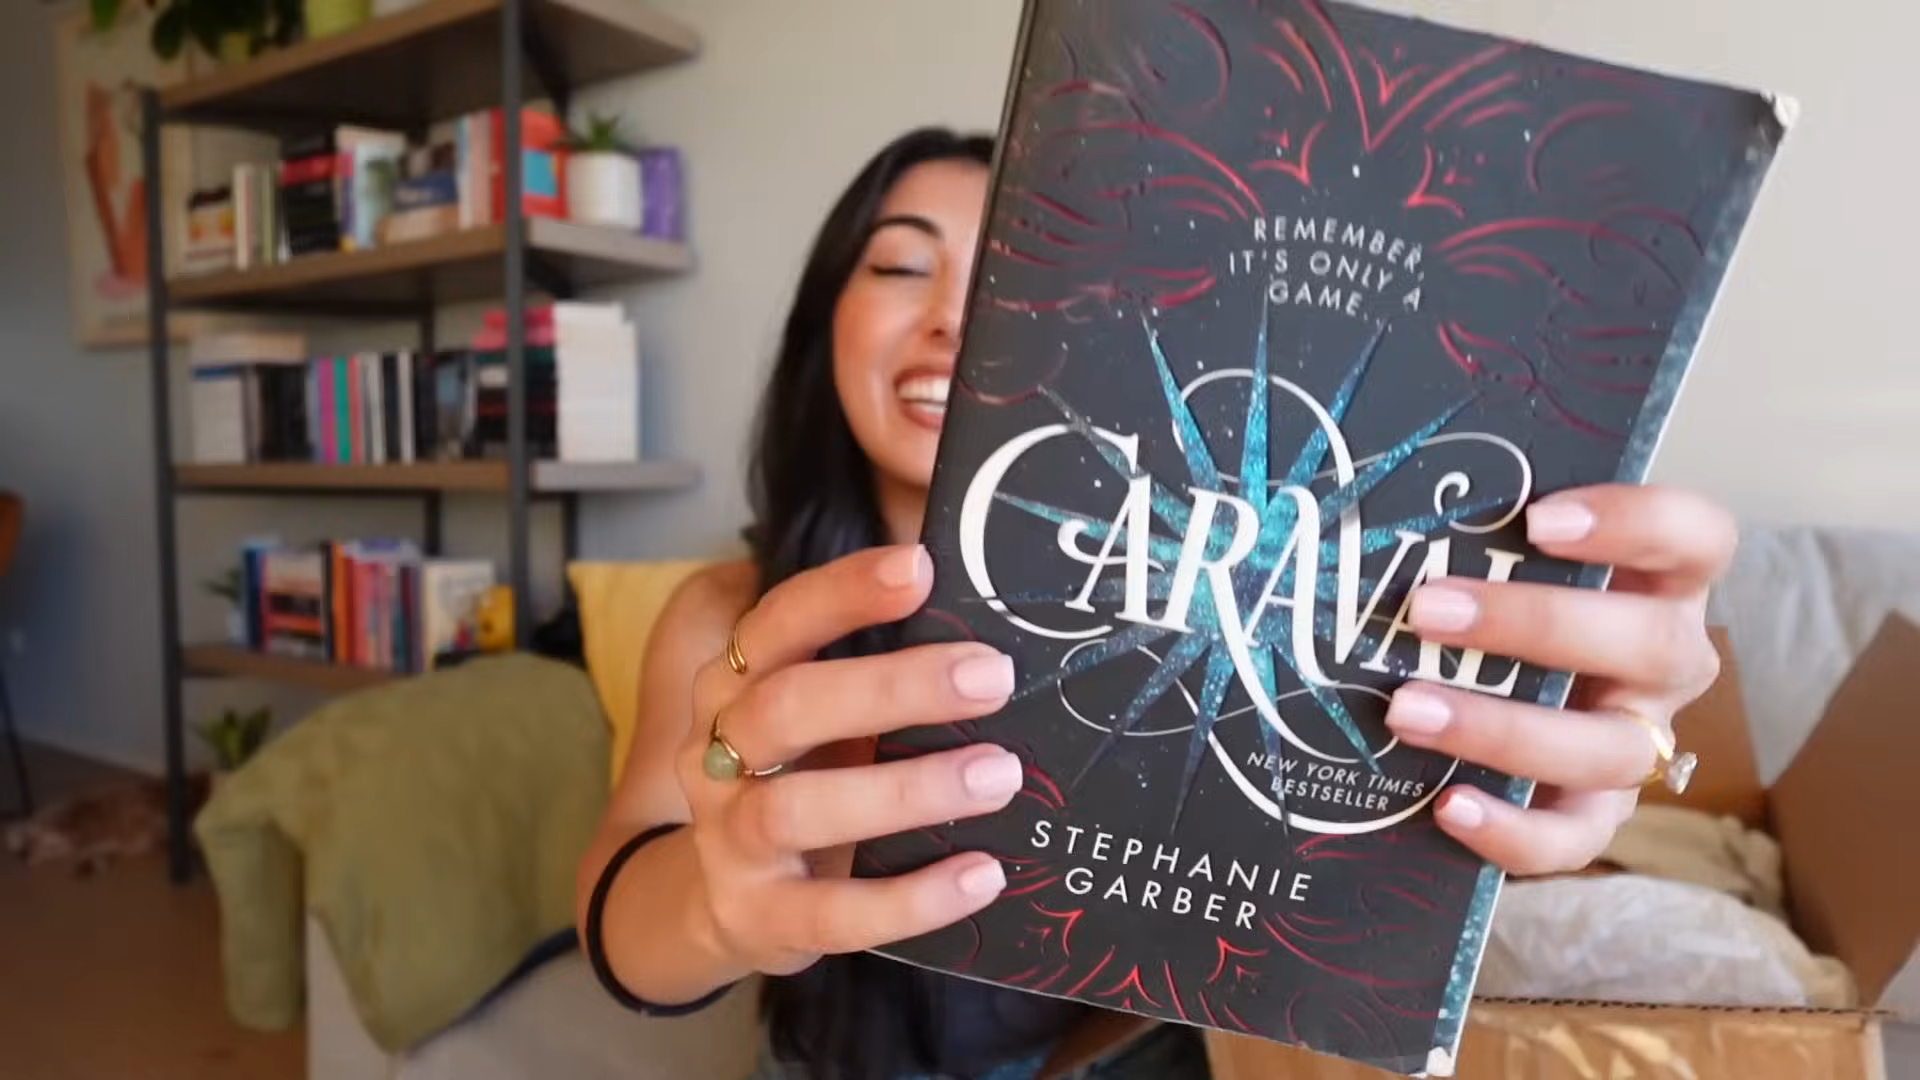 REMEMBER,
IT'S ONLY A
GAME...
CARAVAL
NEW YORK TIMES
BESTSELLER
STEPHANIE
GARBER